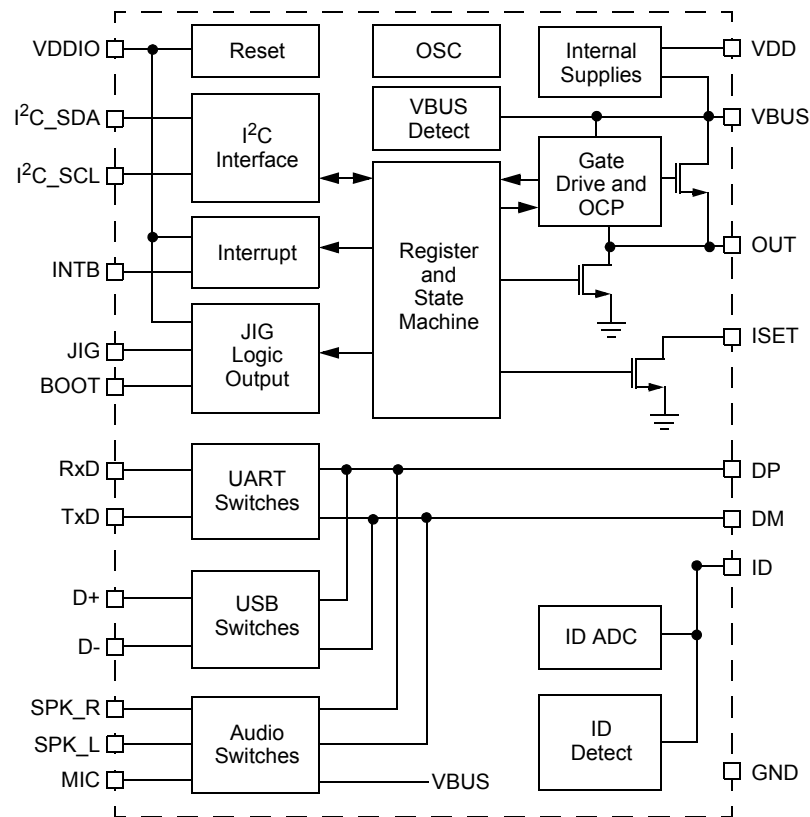 VDDIO
I²C_SDA
I²C_SCL
INTB
JIG
BOOT
RxD
TxD
D+
D-
SPK_R
SPK_L
MIC
Reset
I²C
Interface
Interrupt
JIG
Logic
Output
UART
Switches
USB
Switches
Audio
Switches
OSC
VBUS
Detect
Register
and
State
Machine
VBUS
Internal
Supplies
Gate
Drive and
OCP
ID ADC
ID
Detect
VDD
VBUS
OUT
ISET
DP
DM
ID
GND